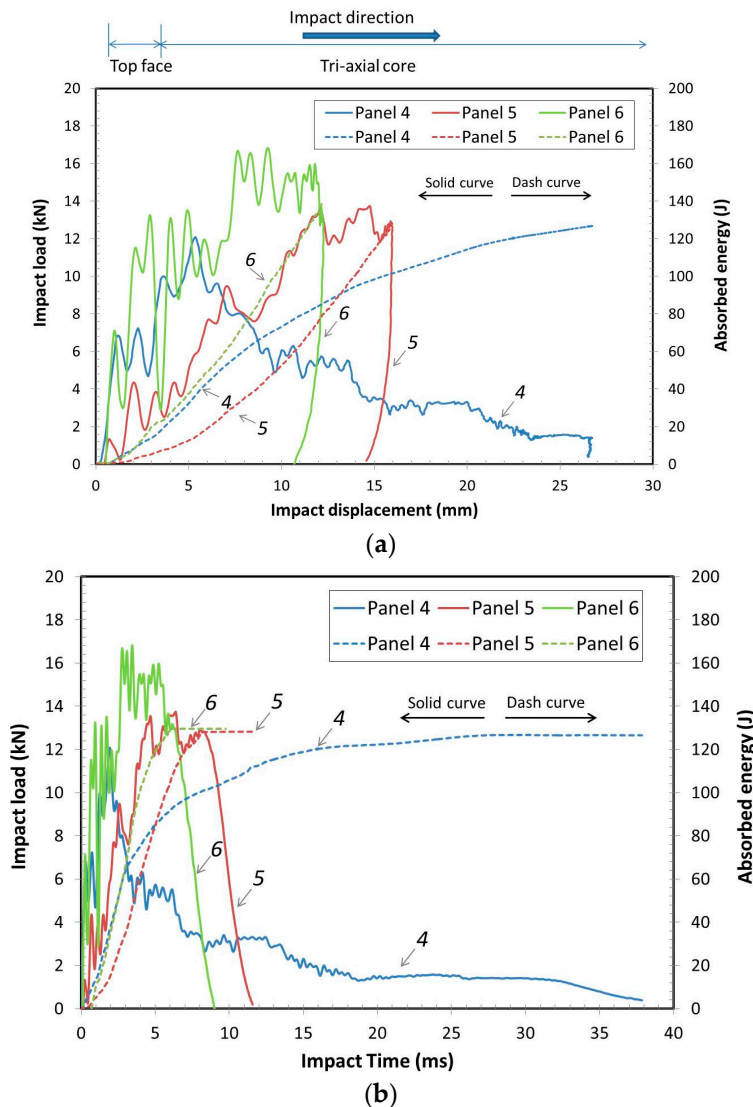 Impact direction
Top face
Tri-axial core
20
200
18
180
16
160
14
140
12
120
10
100
8
80
6
60
4
40
2
20
0
0
0
5
10
15
20
25
30
Panel 4
Panel 5
Panel 6
Panel 4
Panel 5
Panel 6
Solid curve
Dash curve
6
6
5
4
5
4
Impact load (kN)
Absorbed energy (J)
Impact displacement (mm)
(a)
20
200
18
180
16
160
14
140
12
120
10
100
8
80
6
60
4
40
2
20
0
0
0
5
10
15
20
25
30
35
40
Panel 4
Panel 5
Panel 6
Panel 4
Panel 5
Panel 6
Solid curve
Dash curve
6
5
4
6
5
4
Impact load (kN)
Absorbed energy (J)
Impact Time (ms)
(b)